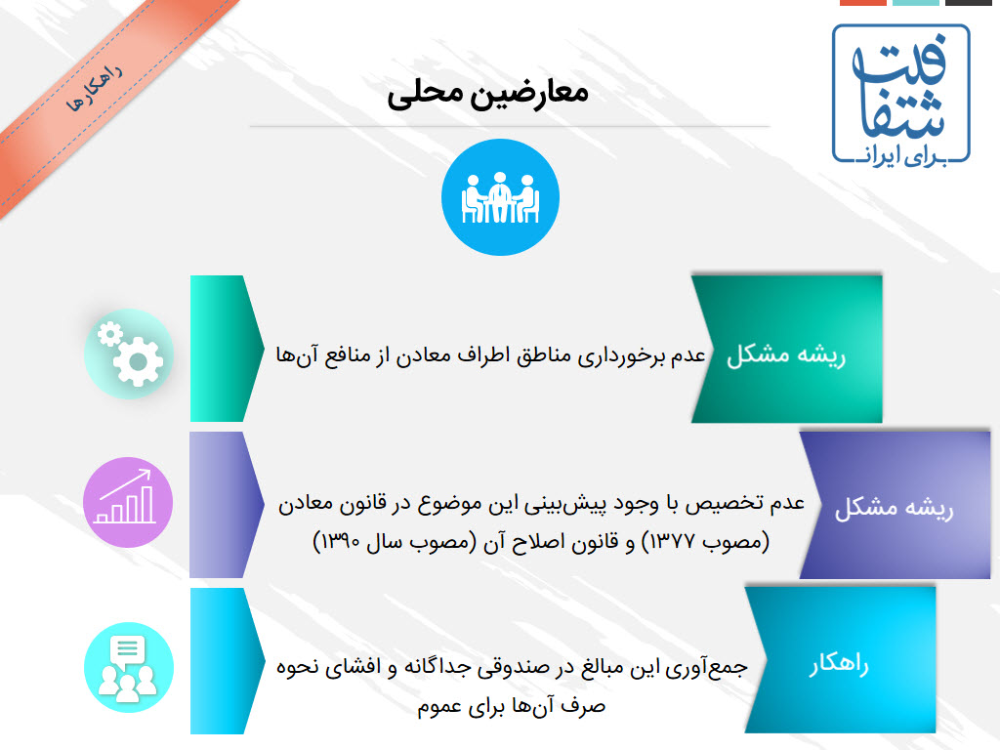 راهکارها
شفافیت
برای ایران
معارضین محلی
ریشه مشکل
عدم برخورداری مناطق اطراف معادن از منافع آن‌ها
ریشه مشکل
عدم تخصیص با وجود پیش‌بینی این موضوع در قانون معادن
(مصوب ۱۳۷۷) و قانون اصلاح آن (مصوب سال ۱۳۹۰)
راهکار
جمع‌آوری این مبالغ در صندوقی جداگانه و افشای نحوه
صرف آن‌ها برای عموم